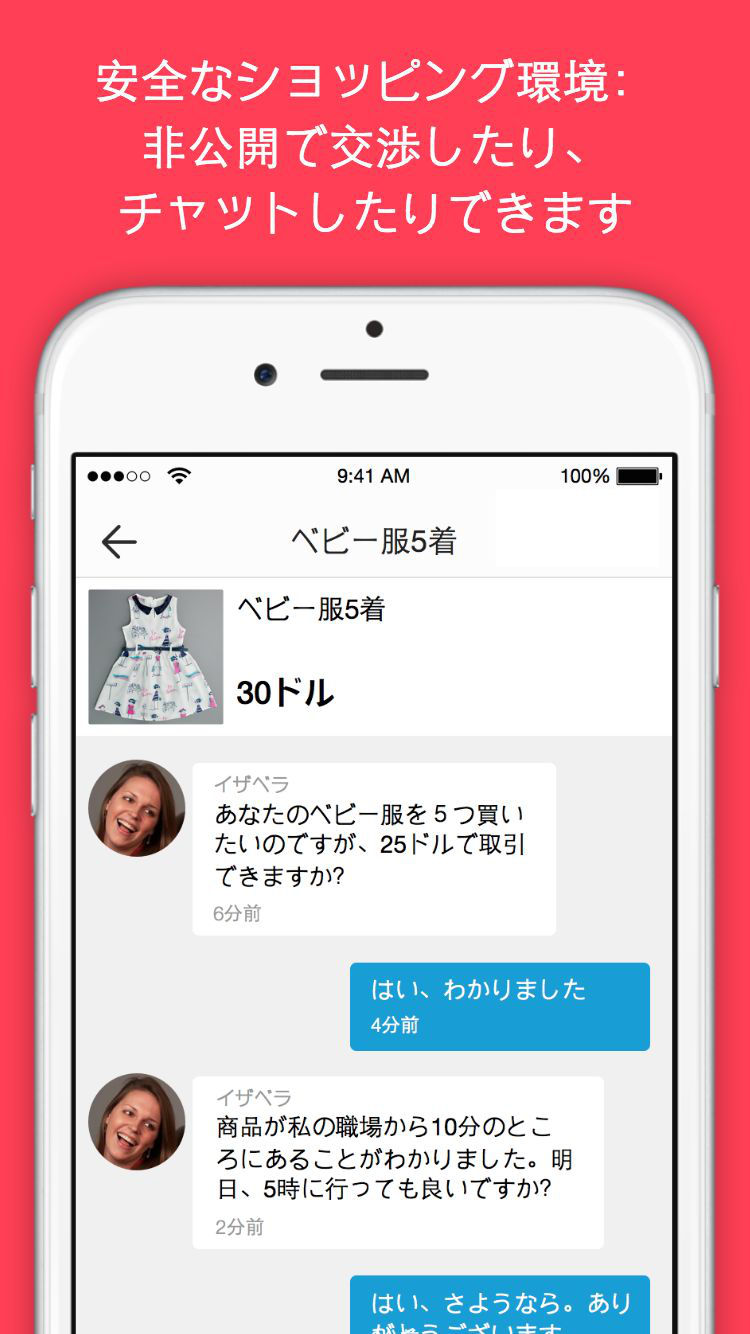 安全なショッピング環境:
非公開で交渉したり、
チャットしたりできます
9:41 AM
100%
ベビー服5着
ベビー服5着
30ドル
イザベラ
あなたのベビー服を５つ買い
たいのですが、25ドルで取引
できますか?
6分前
はい、わかりました
4分前
イザベラ
商品が私の職場から10分のとこ
ろにあることがわかりました。明
日、5時に行っても良いですか?
2分前
はい、さようなら。あり
がとうございます